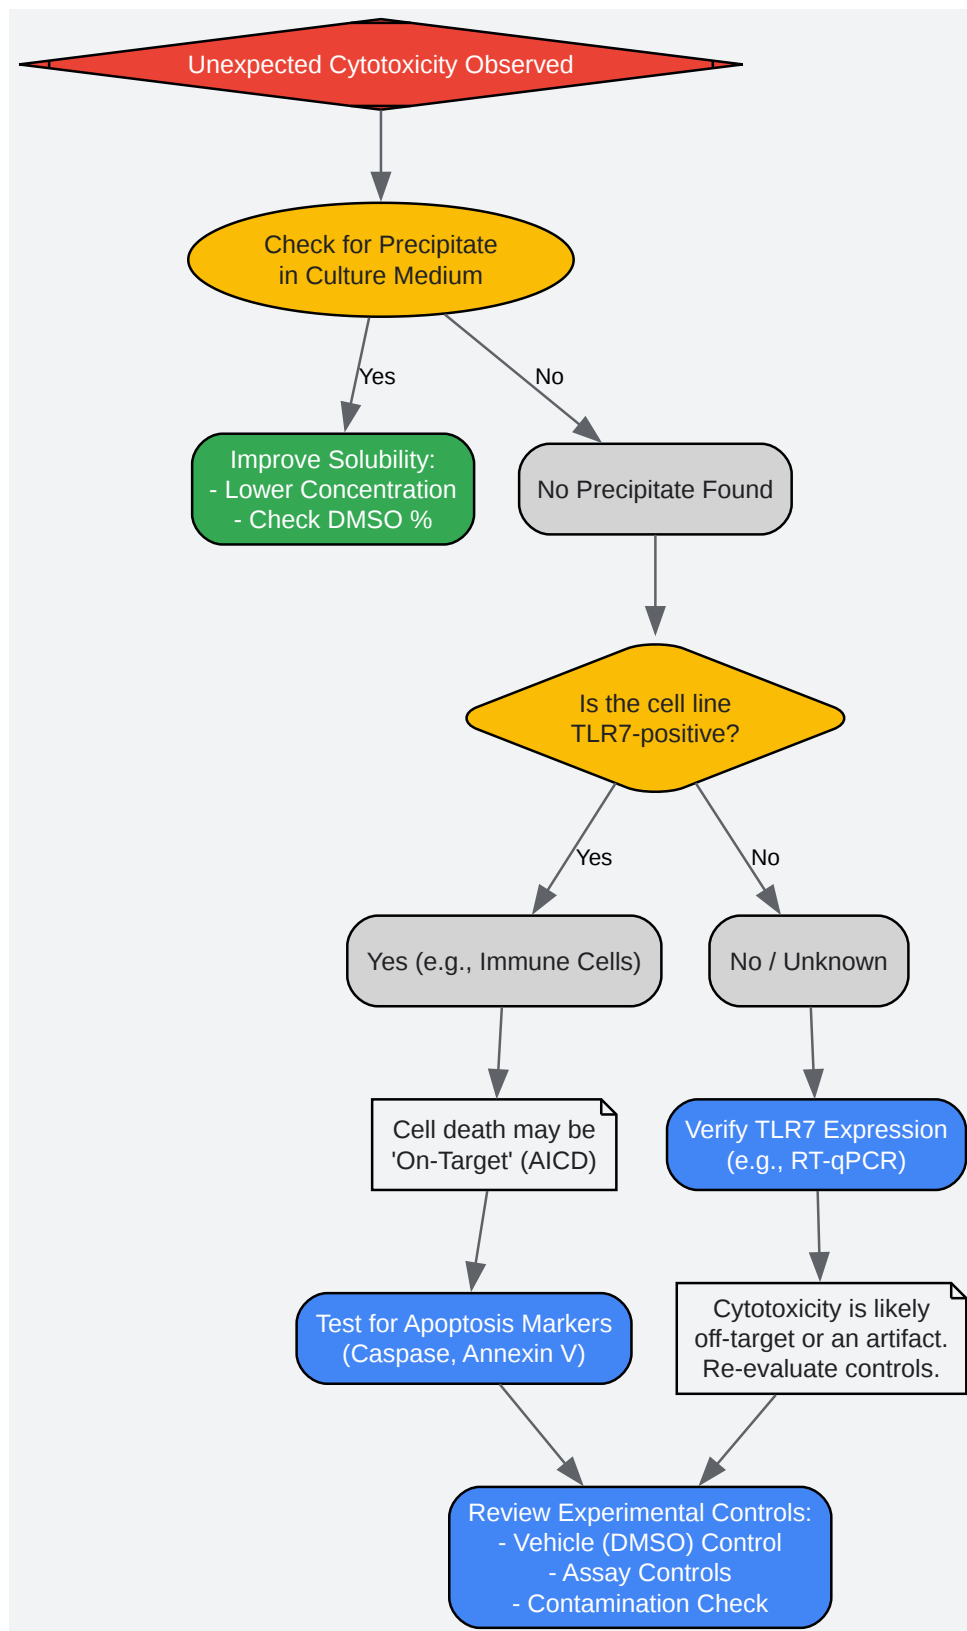 Unexpected Cytotoxicity Observed
Check for Precipitate
in Culture Medium
Yes
No
Improve Solubility:
- Lower Concentration
- Check DMSO %
No Precipitate Found
Is the cell line
TLR7-positive?
Yes
No
Yes (e.g., Immune Cells)
No / Unknown
Cell death may be
'On-Target' (AICD)
Verify TLR7 Expression
(e.g., RT-qPCR)
Test for Apoptosis Markers
(Caspase, Annexin V)
Cytotoxicity is likely
off-target or an artifact.
Re-evaluate controls.
Review Experimental Controls:
- Vehicle (DMSO) Control
- Assay Controls
- Contamination Check